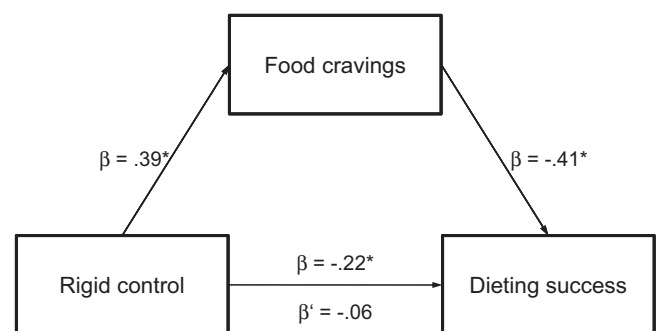 Food cravings
β = .39*
β = -.41*
Rigid control
β = -.22*
Dieting success
β‘ = -.06